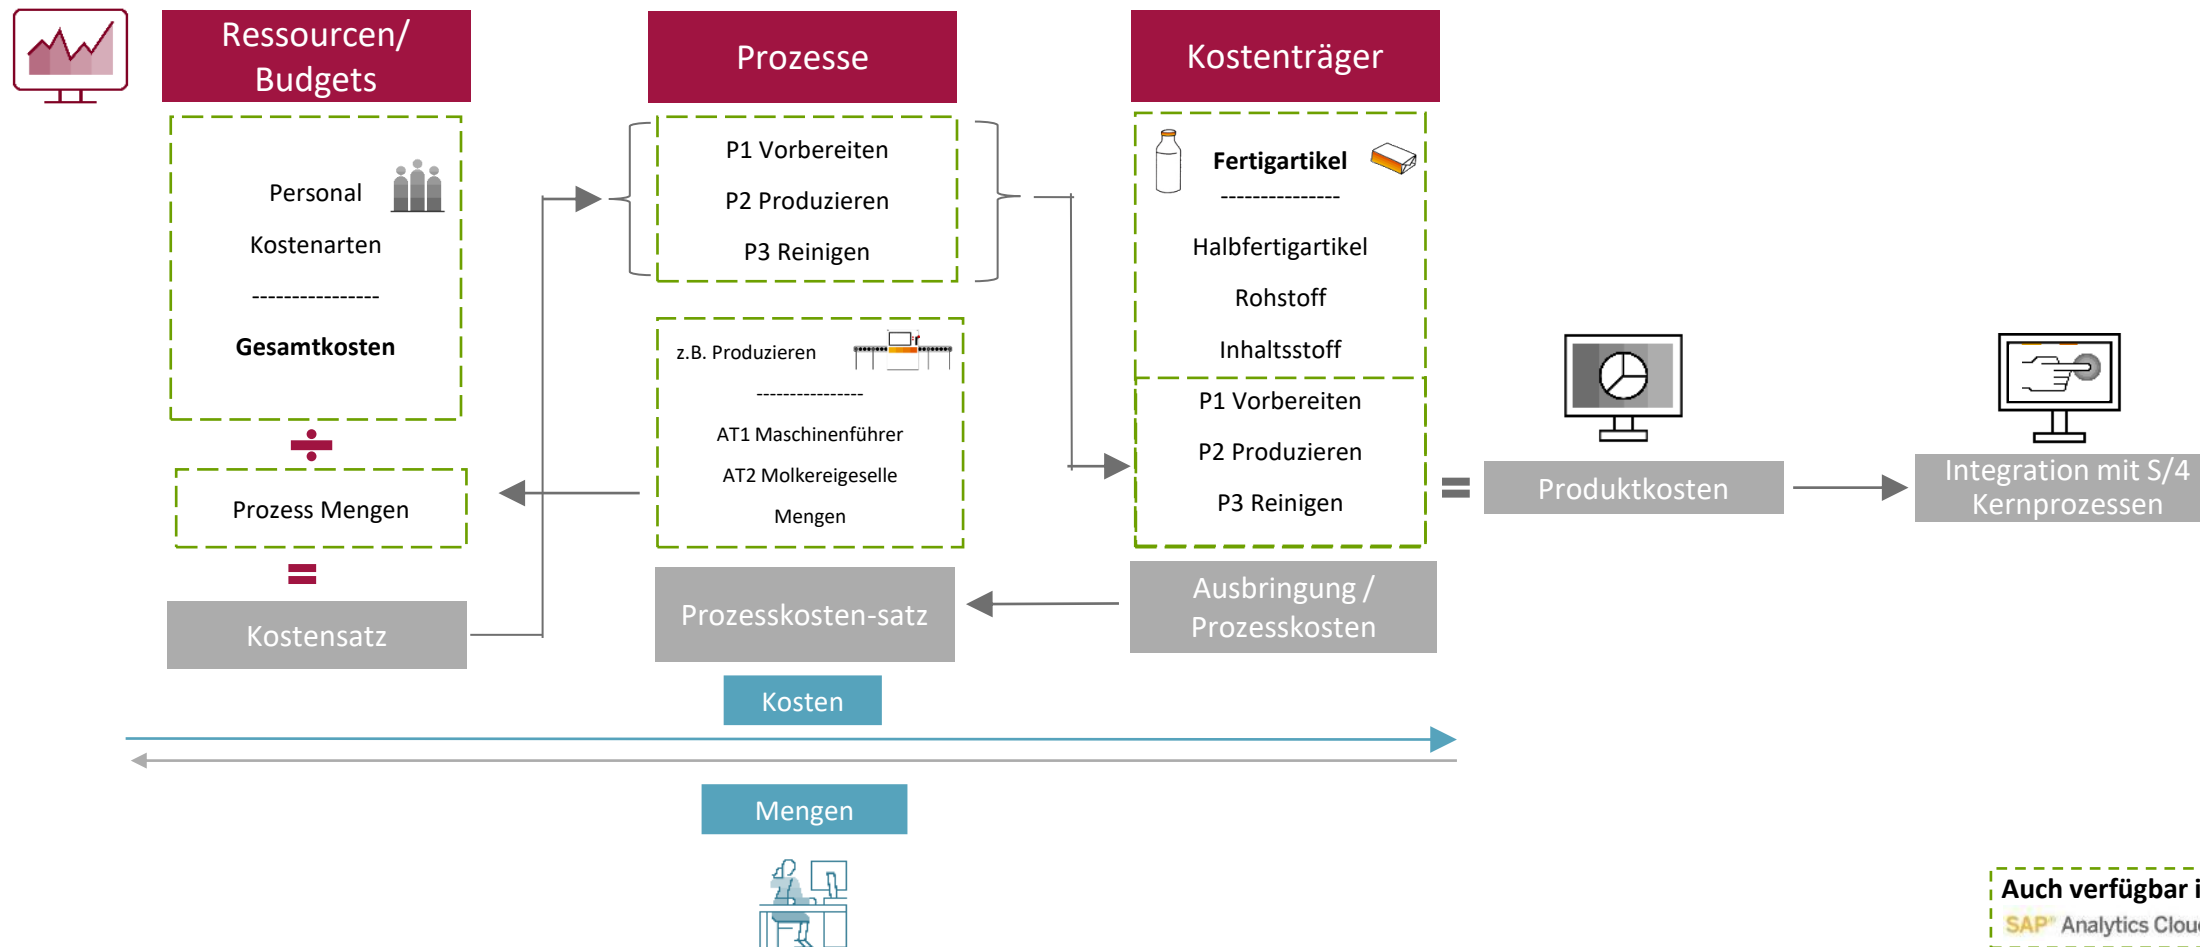 Ressourcen/
Budgets
Personal
Kostenarten
----------------
Gesamtkosten
Prozess Mengen
Kostensatz
Prozesse
P1 Vorbereiten
P2 Produzieren
P3 Reinigen
z.B. Produzieren
----------------
AT1 Maschinenführer
AT2 Molkereigeselle
Mengen
Prozesskosten-satz
Kostenträger
Fertigartikel
---------------
Halbfertigartikel
Rohstoff
Inhaltsstoff
P1 Vorbereiten
P2 Produzieren
P3 Reinigen
Ausbringung /
Prozesskosten
Produktkosten
Integration mit S/4
Kernprozessen
Kosten
Mengen
Auch verfügbar i
SAP® Analytics Clou